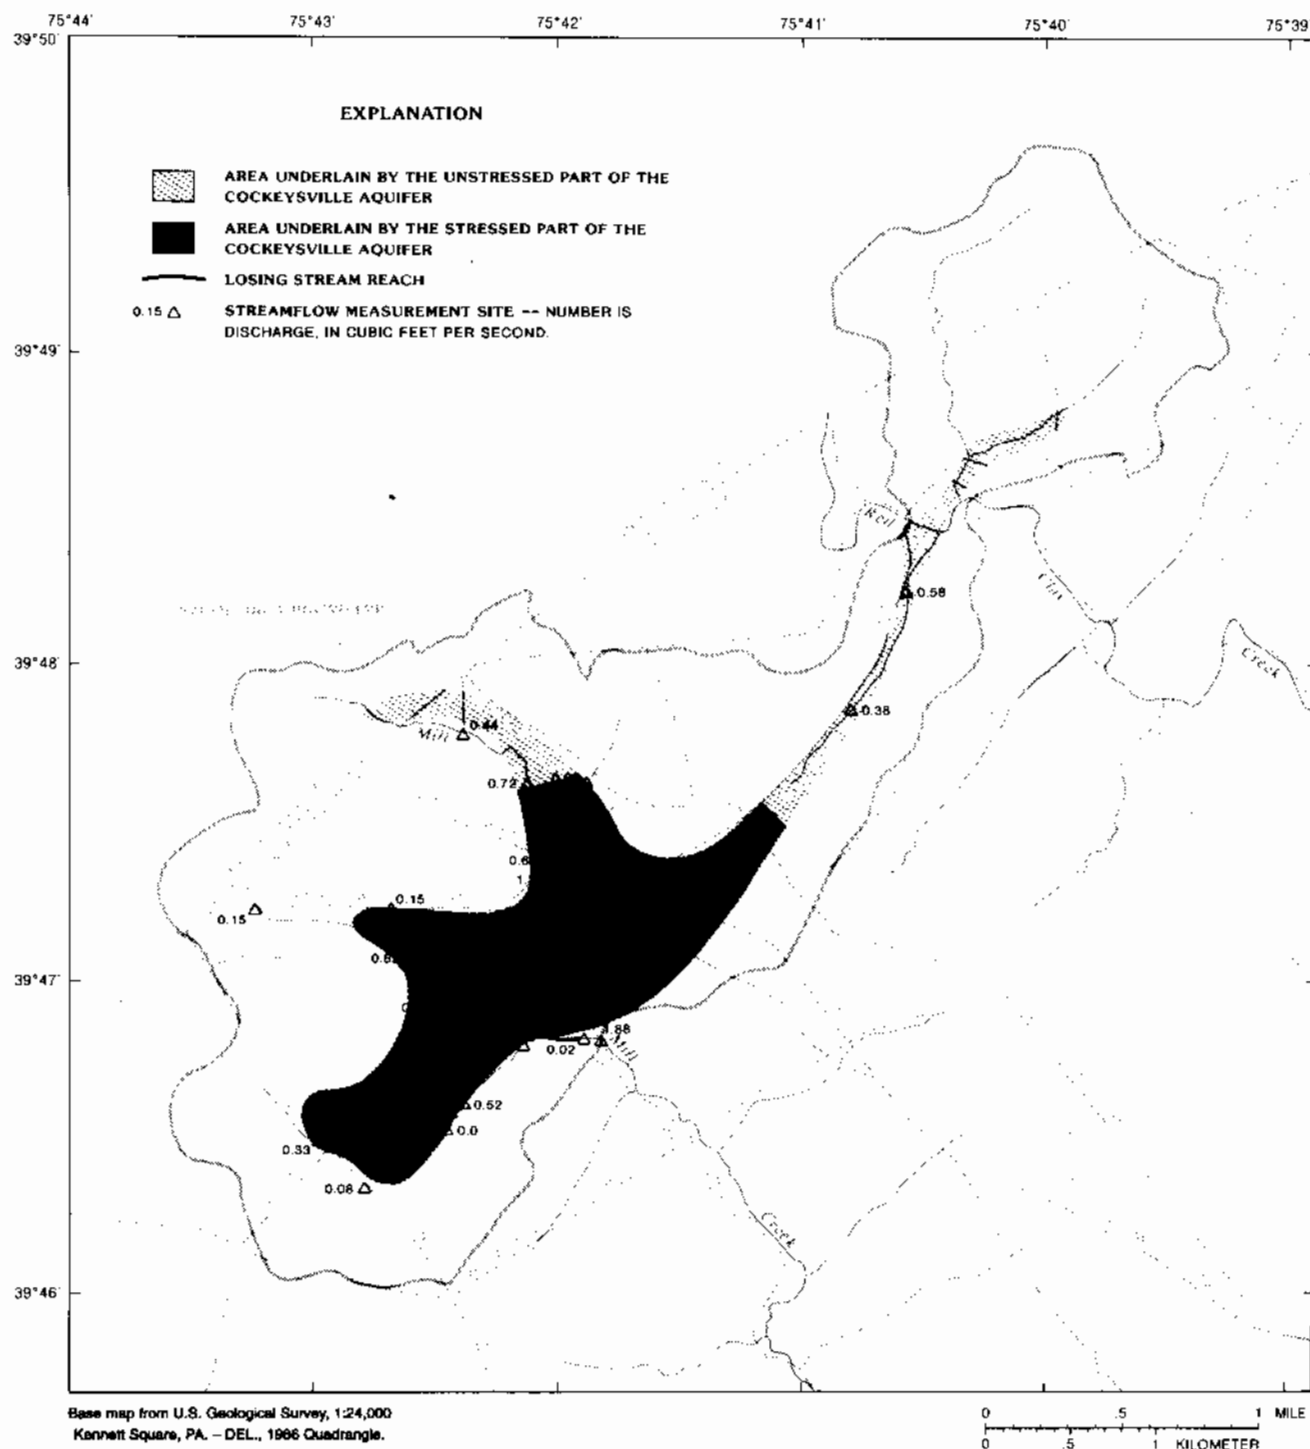 75°44' 75°43' 75°42' 75°41' 75°40' 75°39
39°50'
EXPLANATION
AREA UNDERLAIN BY THE UNSTRESSED PART OF THE
COCKEYSVILLE AQUIFER
AREA UNDERLAIN BY THE STRESSED PART OF THE
COCKEYSVILLE AQUIFER
LOSING STREAM REACH
0.15 STREAMFLOW MEASUREMENT SITE -- NUMBER IS
DISCHARGE, IN CUBIC FEET PER SECOND.
39°49'
Red
Clay
0.58
39°48'
Creek
0.38
0.44
Mill
0.72
0.15
0.15
39°47'
.88
0.02
Mill
0.52
0.0
0.33
0.08
Creek
39°46'
Base map from U.S. Geological Survey, 1:24,000
Kennett Square, PA. – DEL., 1986 Quadrangle.
0 .5 1 MILE
0 .5 1 KILOMETER